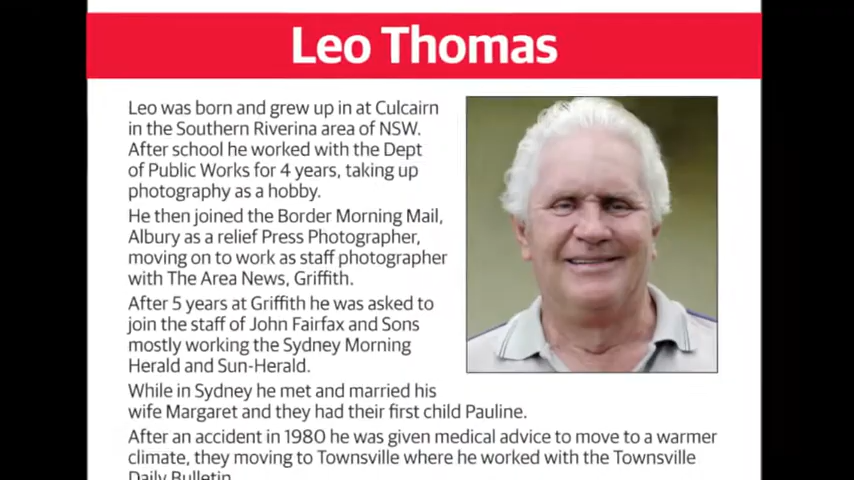 Leo Thomas
Leo was born and grew up in at Culcairn
in the Southern Riverina area of NSW.
After school he worked with the Dept
of Public Works for 4 years, taking up
photography as a hobby.
He then joined the Border Morning Mail,
Albury as a relief Press Photographer,
moving on to work as staff photographer
with The Area News, Griffith.
After 5 years at Griffith he was asked to
join the staff of John Fairfax and Sons
mostly working the Sydney Morning
Herald and Sun-Herald.
While in Sydney he met and married his
wife Margaret and they had their first child Pauline.
After an accident in 1980 he was given medical advice to move to a warmer
climate, they moving to Townsville where he worked with the Townsville
Daily Bulletin.